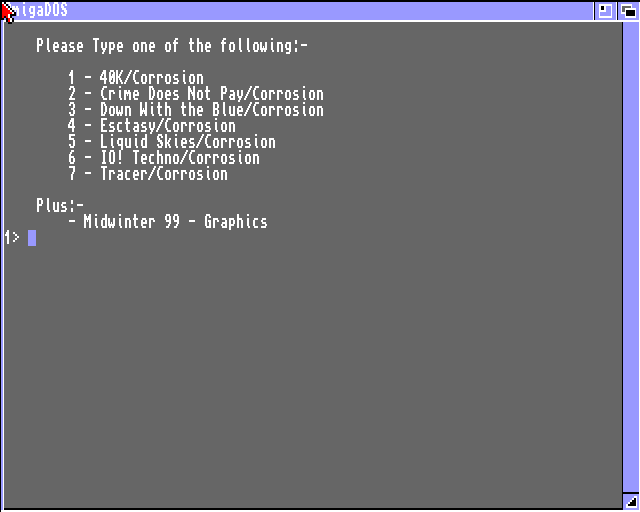 migaDOS
Please Type one of the following:-
1 - 40K/Corrosion
2 - Crime Does Not Pay/Corrosion
3 - Down With the Blue/Corrosion
4 - Esctasy/Corrosion
5 - Liquid Skies/Corrosion
6 - IO! Techno/Corrosion
7 - Tracer/Corrosion
Plus:-
- Midwinter 99 - Graphics
1>